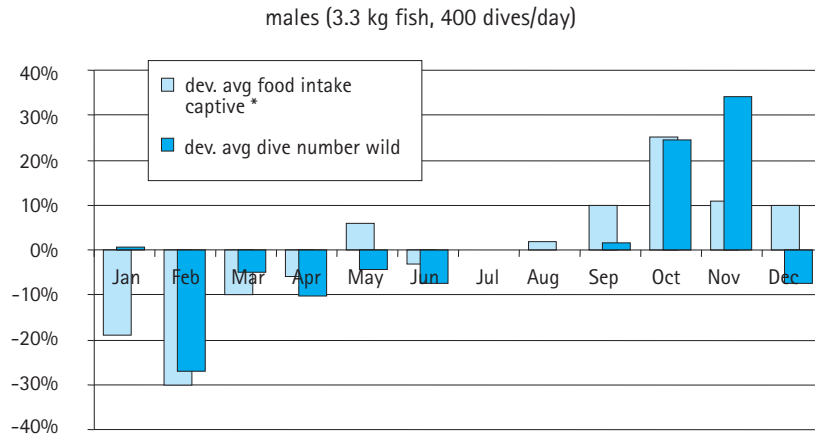 males (3.3 kg fish, 400 dives/day)
40%
dev. avg food intake
captive *
30%
dev. avg dive number wild
20%
10%
0%
Jan Feb Mar Apr May Jun Jul Aug Sep Oct Nov Dec
-10%
-20%
-30%
-40%